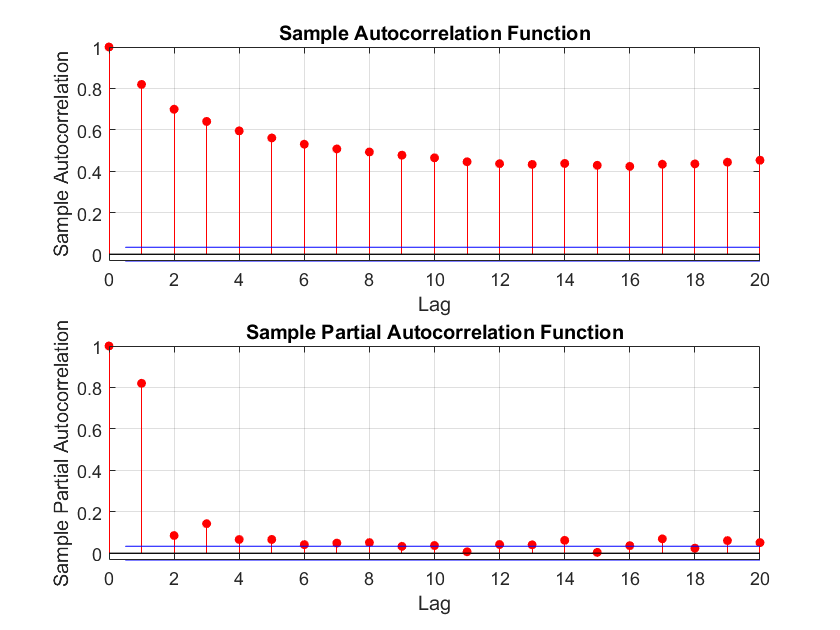 Sample Autocorrelation Function
Sample Autocorrelation
1
0.8
0.6
0.4
0.2
0
0 2 4 6 8 10 12 14 16 18 20
Lag
Sample Partial Autocorrelation Function
Sample Partial Autocorrelation
1
0.8
0.6
0.4
0.2
0
0 2 4 6 8 10 12 14 16 18 20
Lag